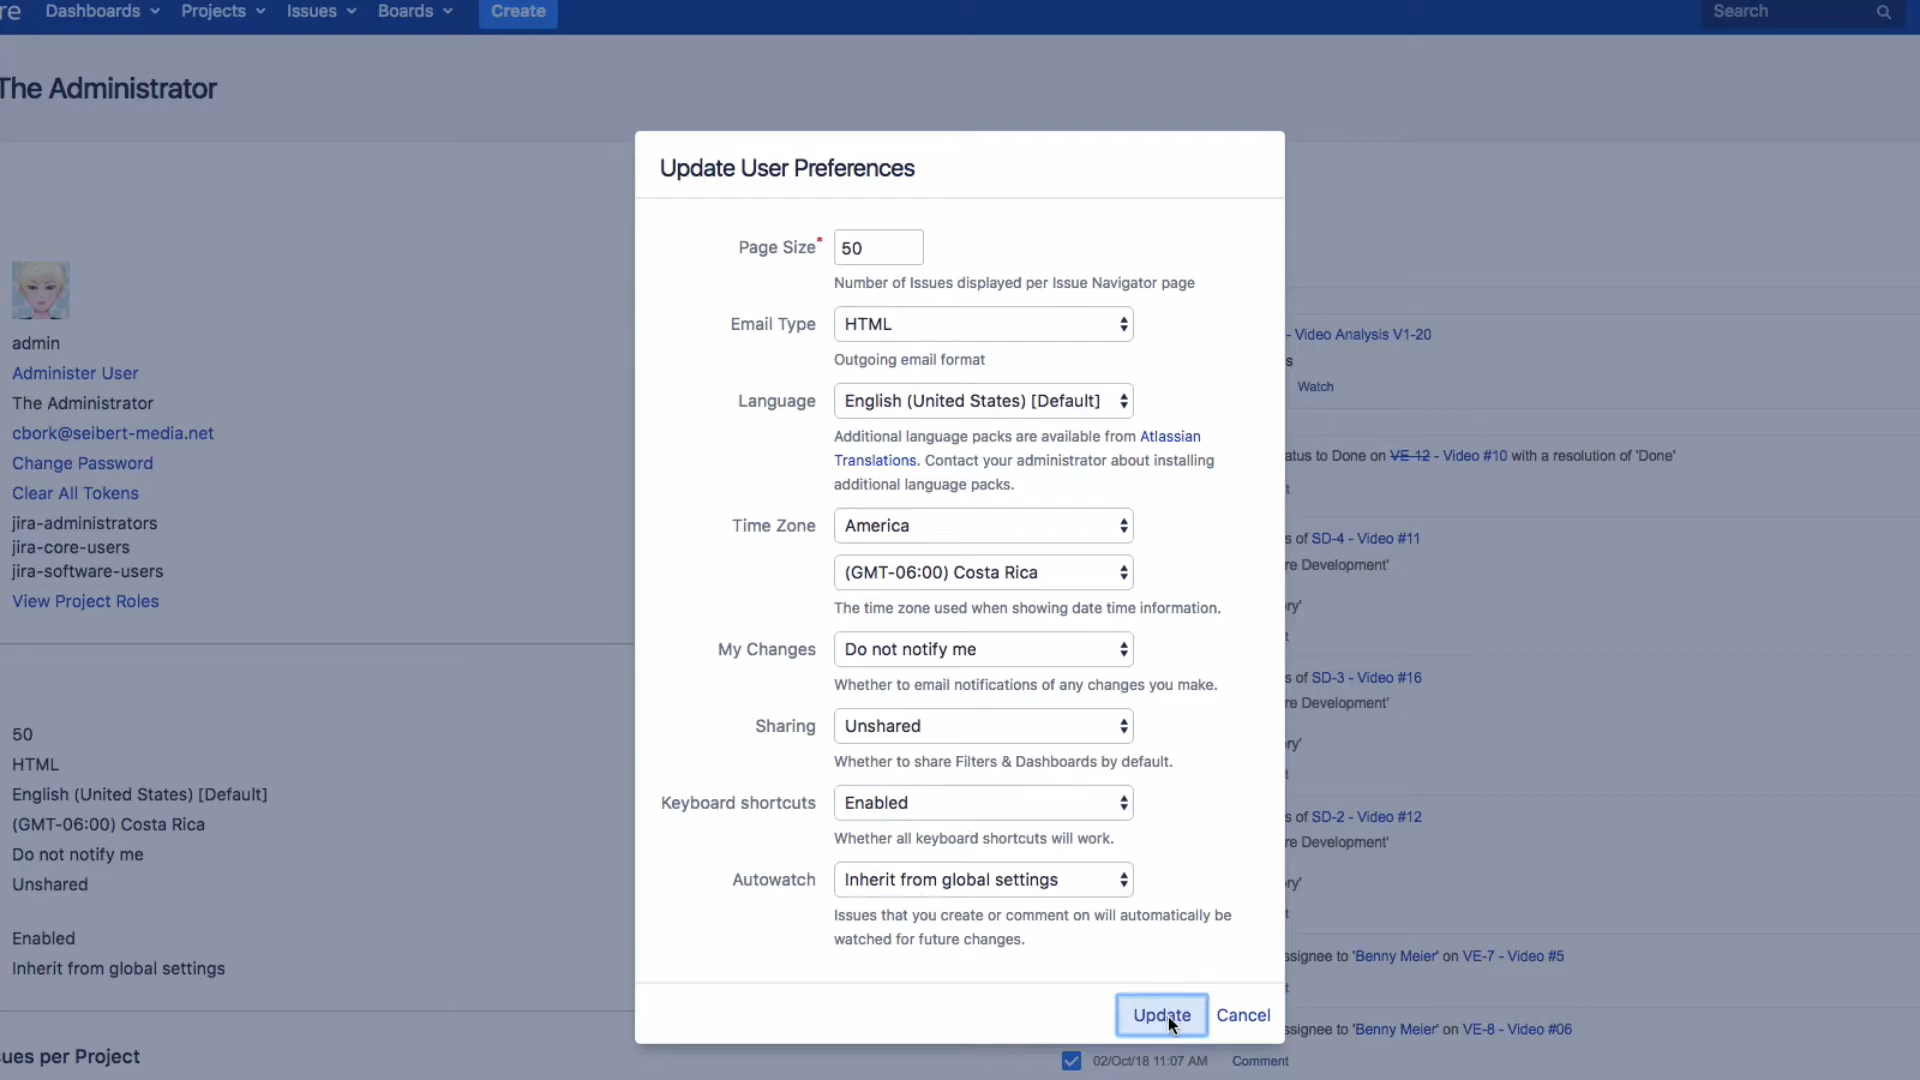 re Dashboards Projects Issues Boards Create Search
The Administrator
Update User Preferences
Page Size* 50
Number of Issues displayed per Issue Navigator page
Email Type HTML
Outgoing email format
Language English (United States) [Default]
Additional language packs are available from Atlassian
Translations. Contact your administrator about installing
additional language packs.
Time Zone America
(GMT-06:00) Costa Rica
The time zone used when showing date time information.
My Changes Do not notify me
Whether to email notifications of any changes you make.
Sharing Unshared
Whether to share Filters & Dashboards by default.
Keyboard shortcuts Enabled
Whether all keyboard shortcuts will work.
Autowatch Inherit from global settings
Issues that you create or comment on will automatically be
watched for future changes.
Update Cancel
admin
Administer User
The Administrator
cbork@seibert-media.net
Change Password
Clear All Tokens
jira-administrators
jira-core-users
jira-software-users
View Project Roles
50
HTML
English (United States) [Default]
(GMT-06:00) Costa Rica
Do not notify me
Unshared
Enabled
Inherit from global settings
ues per Project
- Video Analysis V1-20
s
Watch
atus to Done on VE-12 - Video #10 with a resolution of 'Done'
t
s of SD-4 - Video #11
re Development'
ry'
t
s of SD-3 - Video #16
re Development'
ry'
t
s of SD-2 - Video #12
re Development'
ry'
t
ssignee to 'Benny Meier' on VE-7 - Video #5
t
ssignee to 'Benny Meier' on VE-8 - Video #06
02/Oct/18 11:07 AM Comment